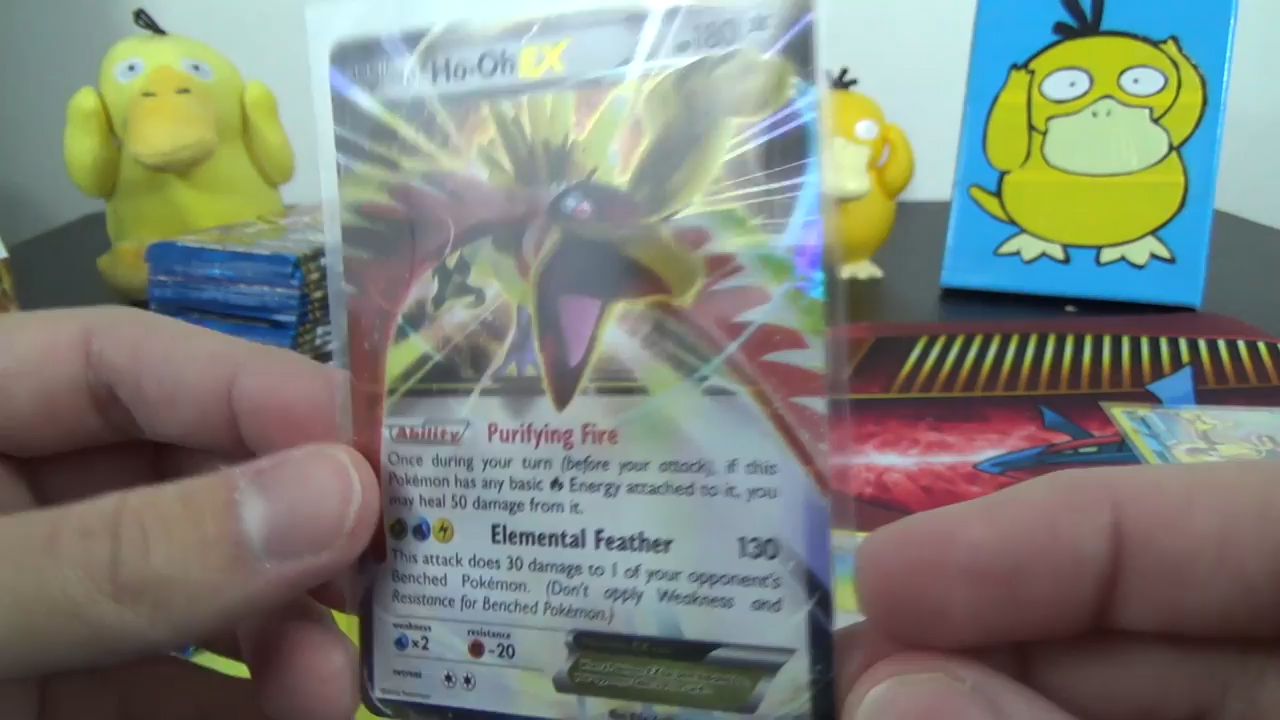 Ho-Oh EX 180
Ability Purifying Fire
Once during your turn (before your attack), if this
Pokémon has any basic Energy attached to it, you
may heal 50 damage from it.
Elemental Feather 130
This attack does 30 damage to 1 of your opponent's
Benched Pokémon. (Don't apply Weakness and
Resistance for Benched Pokémon.)
weakness resistance
×2 -20
retreat